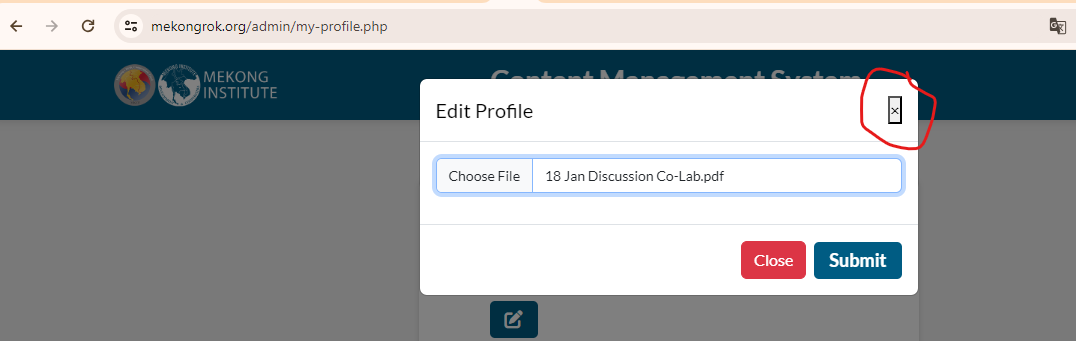 mekongrok.org/admin/my-profile.php
MEKONG
INSTITUTE
Content Management System
Edit Profile
×
Choose File 18 Jan Discussion Co-Lab.pdf
Close Submit